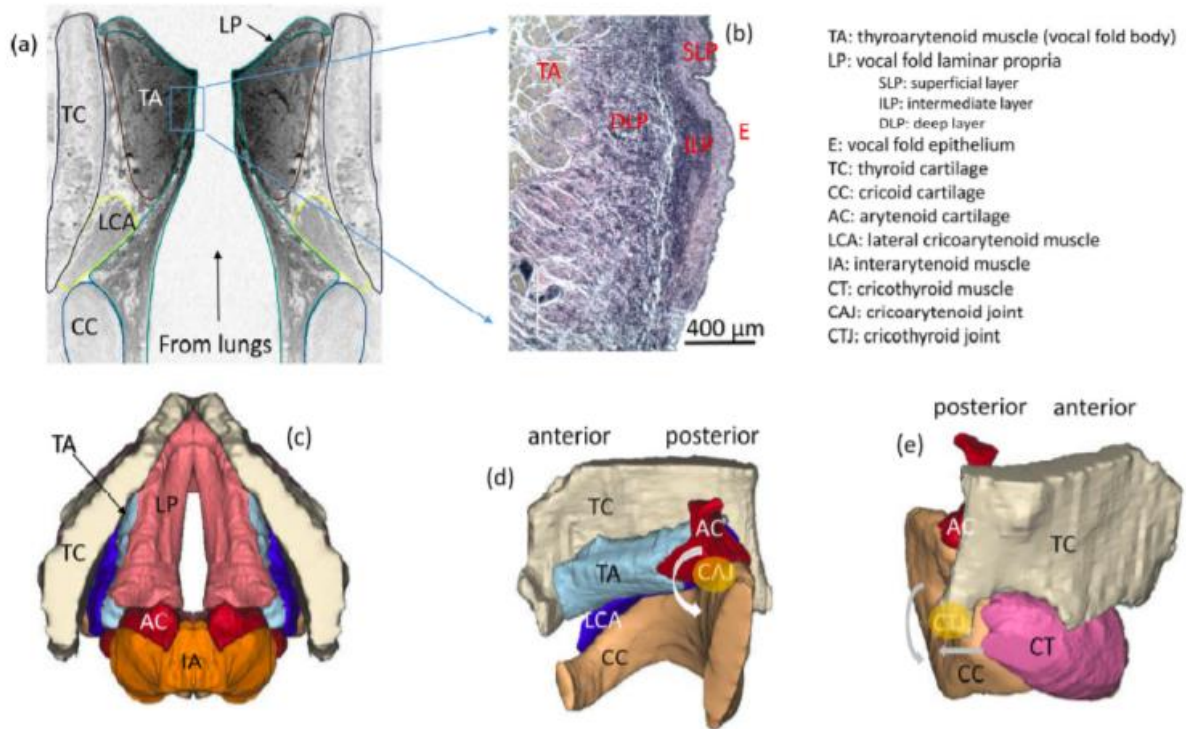 (a)
LP
TC
TA
LCA
CC
From lungs
(b)
SLP
TA
DLP
ILP
E
400 μm
TA: thyroarytenoid muscle (vocal fold body)
LP: vocal fold laminar propria
SLP: superficial layer
ILP: intermediate layer
DLP: deep layer
E: vocal fold epithelium
TC: thyroid cartilage
CC: cricoid cartilage
AC: arytenoid cartilage
LCA: lateral cricoarytenoid muscle
IA: interarytenoid muscle
CT: cricothyroid muscle
CAJ: cricoarytenoid joint
CTJ: cricothyroid joint
(c)
TA
LP
TC
AC
IA
anterior posterior
(d)
TC
AC
TA
CAJ
LCA
CC
posterior anterior
(e)
AC
TC
CTJ
CT
CC